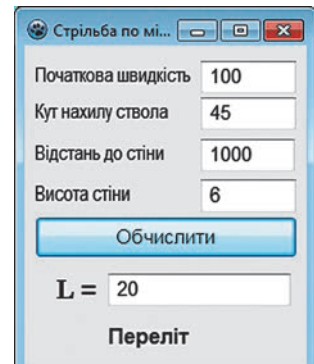 Стрільба по мі...
Початкова швидкість 100
Кут нахилу ствола 45
Відстань до стіни 1000
Висота стіни 6
Обчислити
L = 20
Переліт